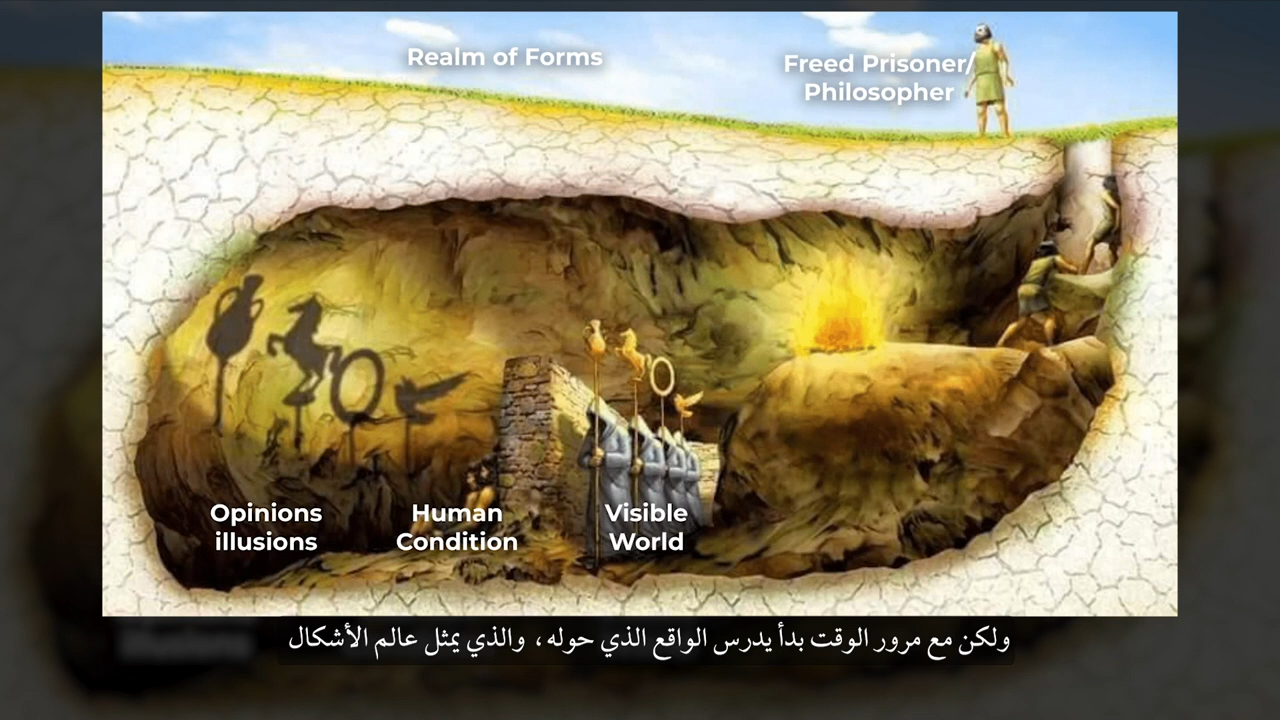 Realm of Forms
Freed Prisoner/
Philosopher
Opinions
illusions
Human
Condition
Visible
World
ولكن مع مرور الوقت بدأ يدرس الواقع الذي حوله، والذي يمثل عالم الأشكال